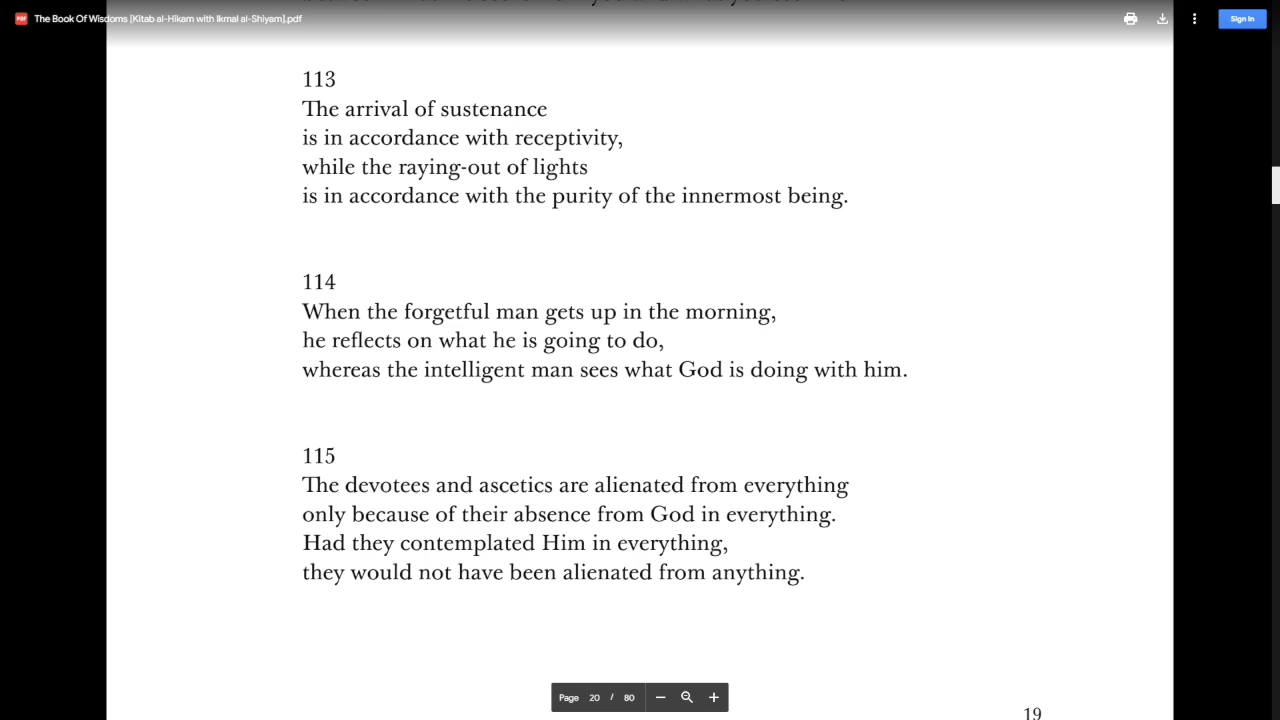 The Book Of Wisdoms [Kitab al-Hikam with Ikmal al-Shiyam].pdf
Sign in
113
The arrival of sustenance
is in accordance with receptivity,
while the raying-out of lights
is in accordance with the purity of the innermost being.
114
When the forgetful man gets up in the morning,
he reflects on what he is going to do,
whereas the intelligent man sees what God is doing with him.
115
The devotees and ascetics are alienated from everything
only because of their absence from God in everything.
Had they contemplated Him in everything,
they would not have been alienated from anything.
Page 20 / 80
19